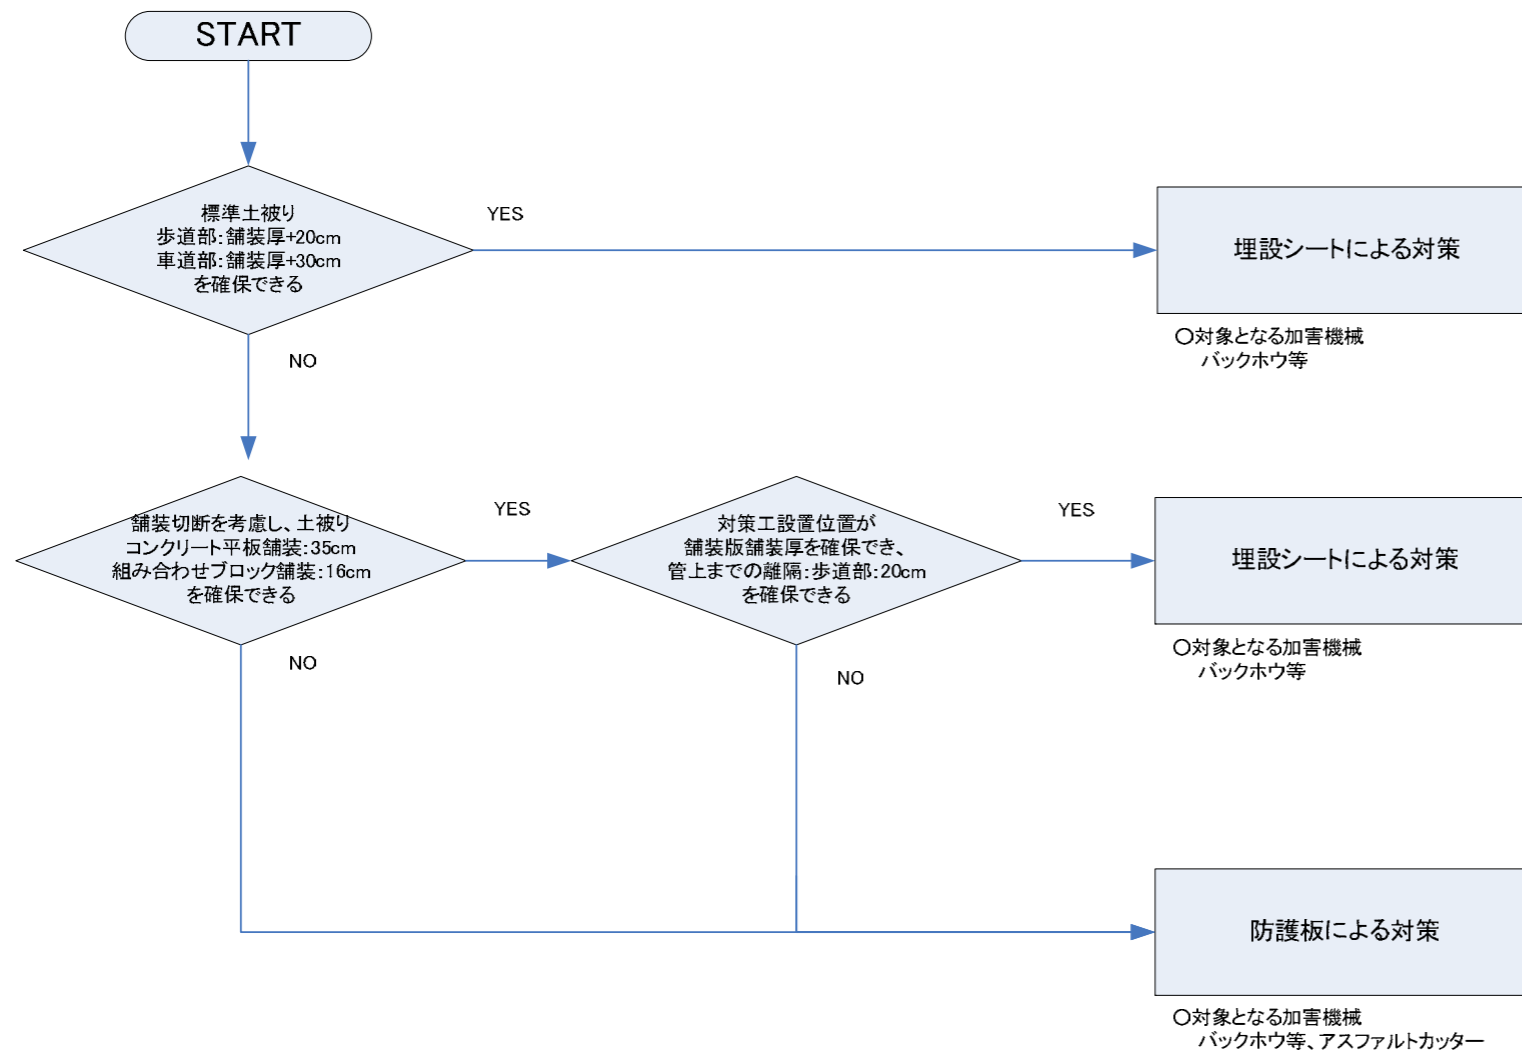 START
標準土被り
歩道部:舗装厚+20cm
車道部:舗装厚+30cm
を確保できる
YES
埋設シートによる対策
〇対象となる加害機械
バックホウ等
NO
舗装切断を考慮し、土被り
コンクリート平板舗装:35cm
組み合わせブロック舗装:16cm
を確保できる
YES
対策工設置位置が
舗装版舗装厚を確保でき、
管上までの離隔:歩道部:20cm
を確保できる
YES
埋設シートによる対策
〇対象となる加害機械
バックホウ等
NO
NO
防護板による対策
〇対象となる加害機械
バックホウ等、アスファルトカッター